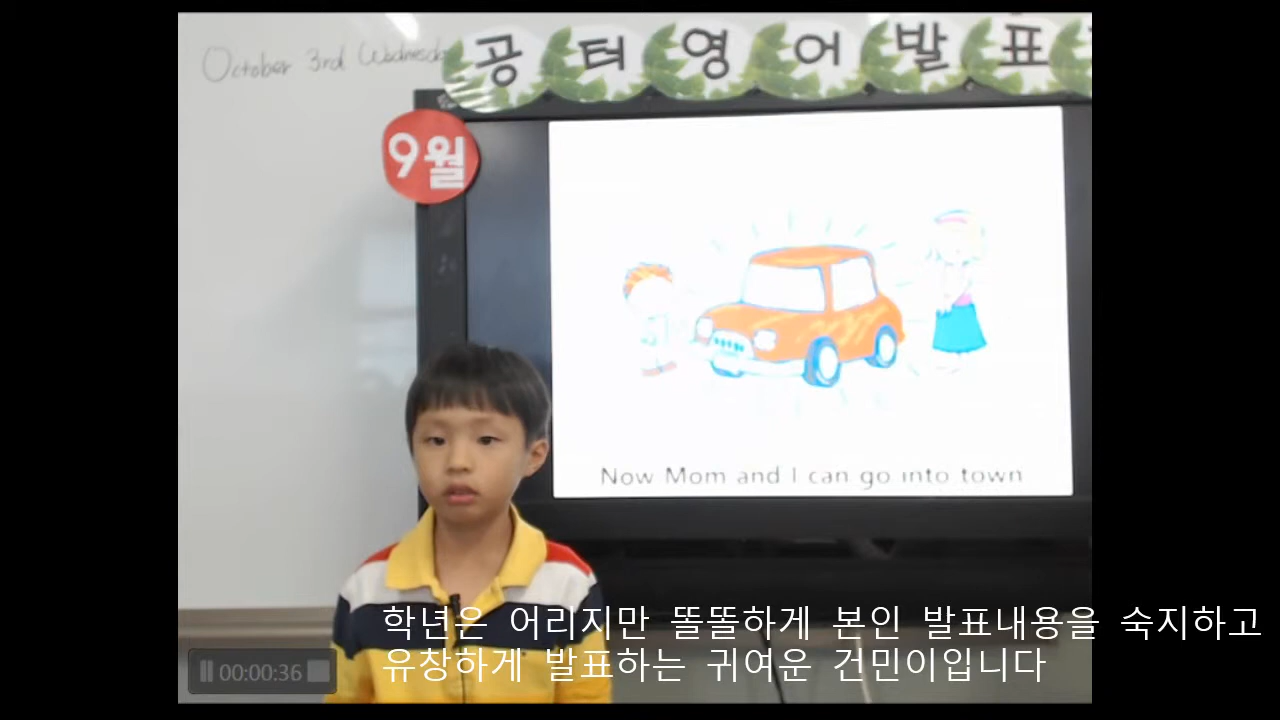 October 3rd Wednesda
공터영어발표
9월
Now Mom and I can go into town
학년은 어리지만 똘똘하게 본인 발표내용을 숙지하고
유창하게 발표하는 귀여운 건민이입니다
00:00:36